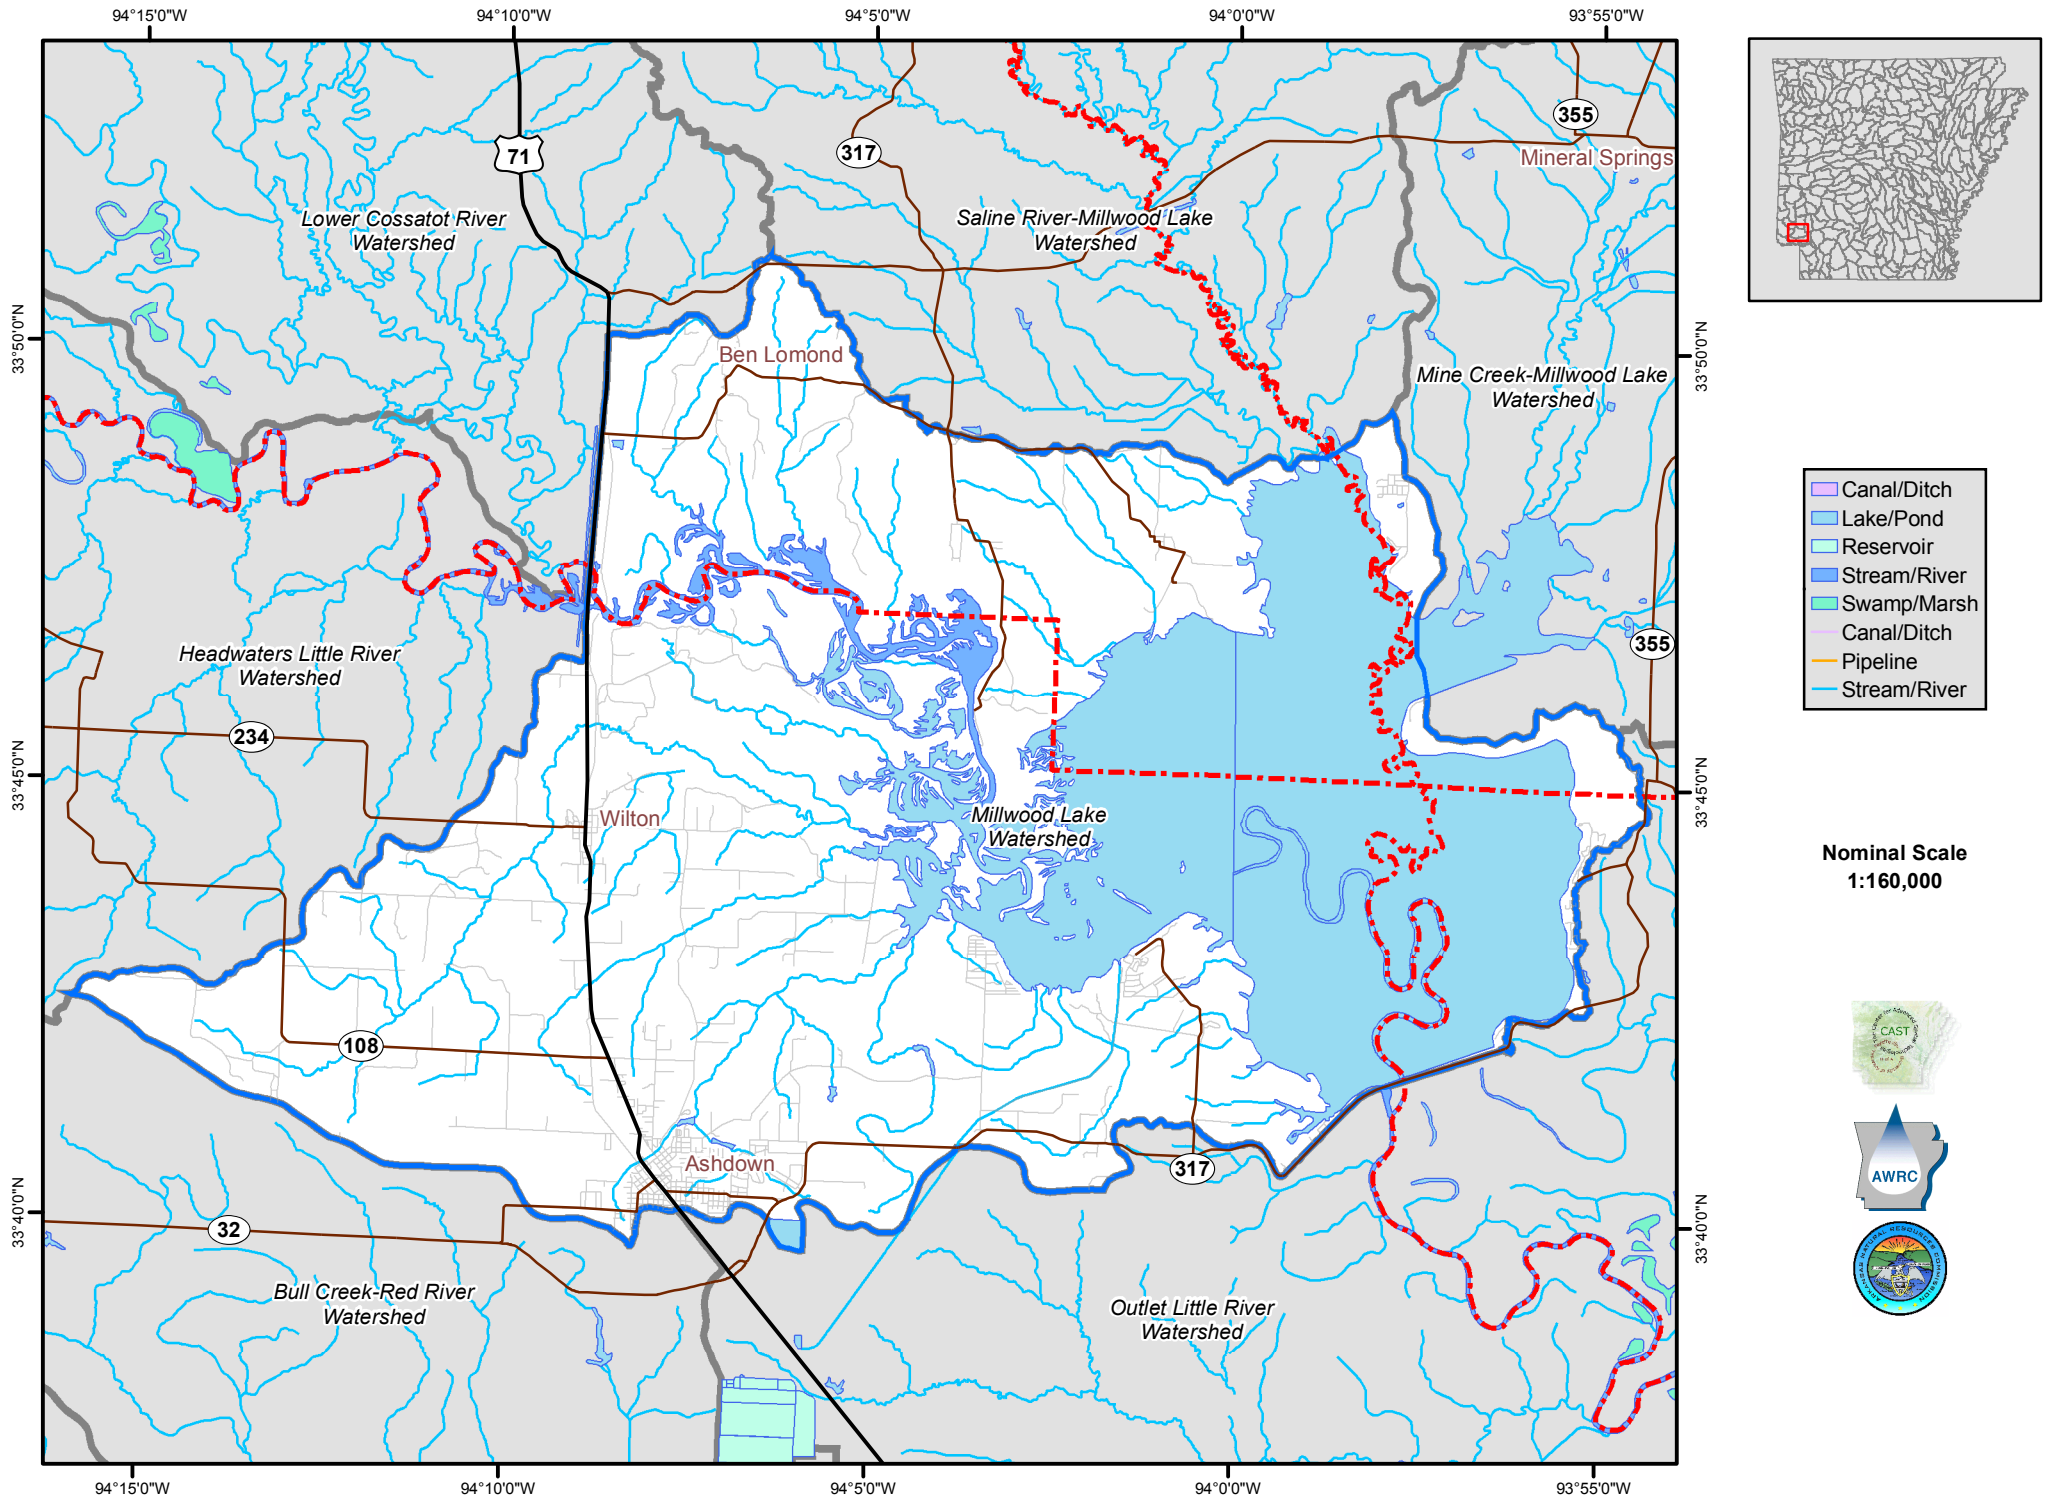 94°15'0"W
94°10'0"W
94°5'0"W
94°0'0"W
93°55'0"W
71
317
355
Mineral Springs
Lower Cossatot River
Watershed
Saline River-Millwood Lake
Watershed
33°50'0"N
33°50'0"N
Ben Lomond
Mine Creek-Millwood Lake
Watershed
Canal/Ditch
Lake/Pond
Reservoir
Stream/River
Swamp/Marsh
Canal/Ditch
Pipeline
Stream/River
355
Headwaters Little River
Watershed
234
33°45'0"N
33°45'0"N
Wilton
Millwood Lake
Watershed
Nominal Scale
1:160,000
108
CAST
AWRC
Ashdown
317
33°40'0"N
33°40'0"N
32
ARKANSAS NATURAL RESOURCES COMMISSION
Bull Creek-Red River
Watershed
Outlet Little River
Watershed
94°15'0"W
94°10'0"W
94°5'0"W
94°0'0"W
93°55'0"W